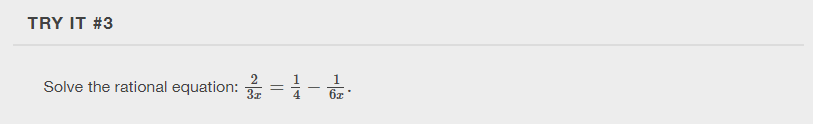 TRY IT #3
Solve the rational equation: 2/3x = 1/4 − 1/6x.